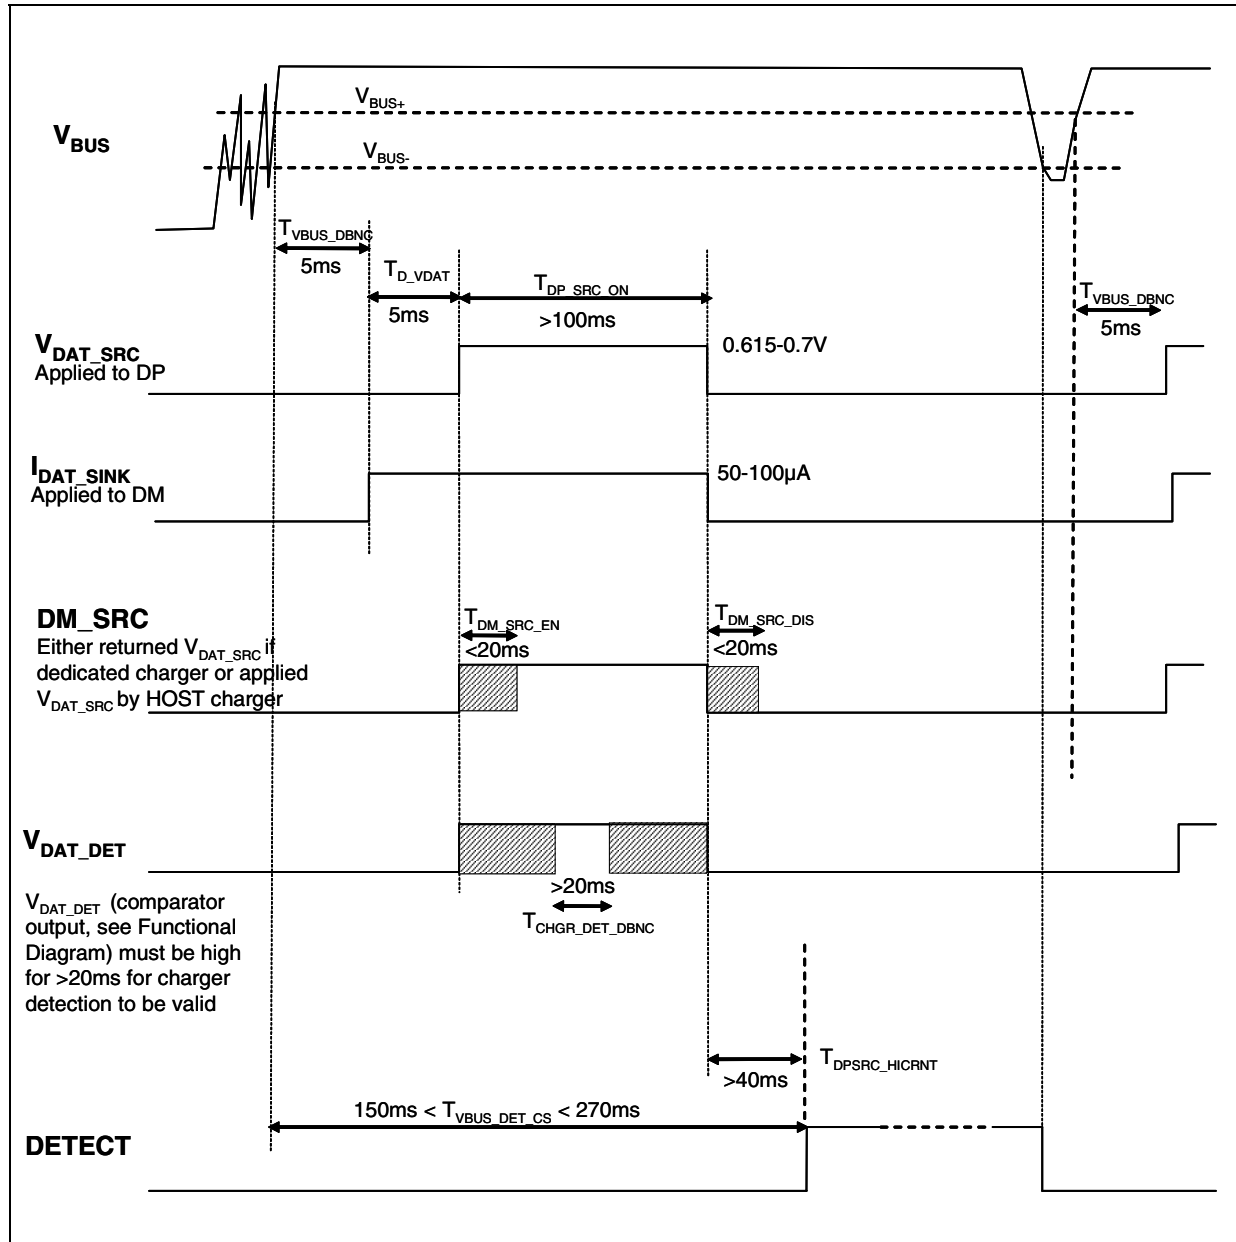 V_BUS+
V_BUS
V_BUS-
T_VBUS_DBNC
5ms
T_D_VDAT
5ms
T_DP_SRC_ON
>100ms
T_VBUS_DBNC
5ms
V_DAT_SRC
Applied to DP
0.615-0.7V
I_DAT_SINK
Applied to DM
50-100µA
DM_SRC
Either returned V_DAT_SRC if
dedicated charger or applied
V_DAT_SRC by HOST charger
T_DM_SRC_EN
<20ms
T_DM_SRC_DIS
<20ms
V_DAT_DET
V_DAT_DET (comparator
output, see Functional
Diagram) must be high
for >20ms for charger
detection to be valid
>20ms
T_CHGR_DET_DBNC
T_DPSRC_HICRNT
>40ms
150ms < T_VBUS_DET_CS < 270ms
DETECT